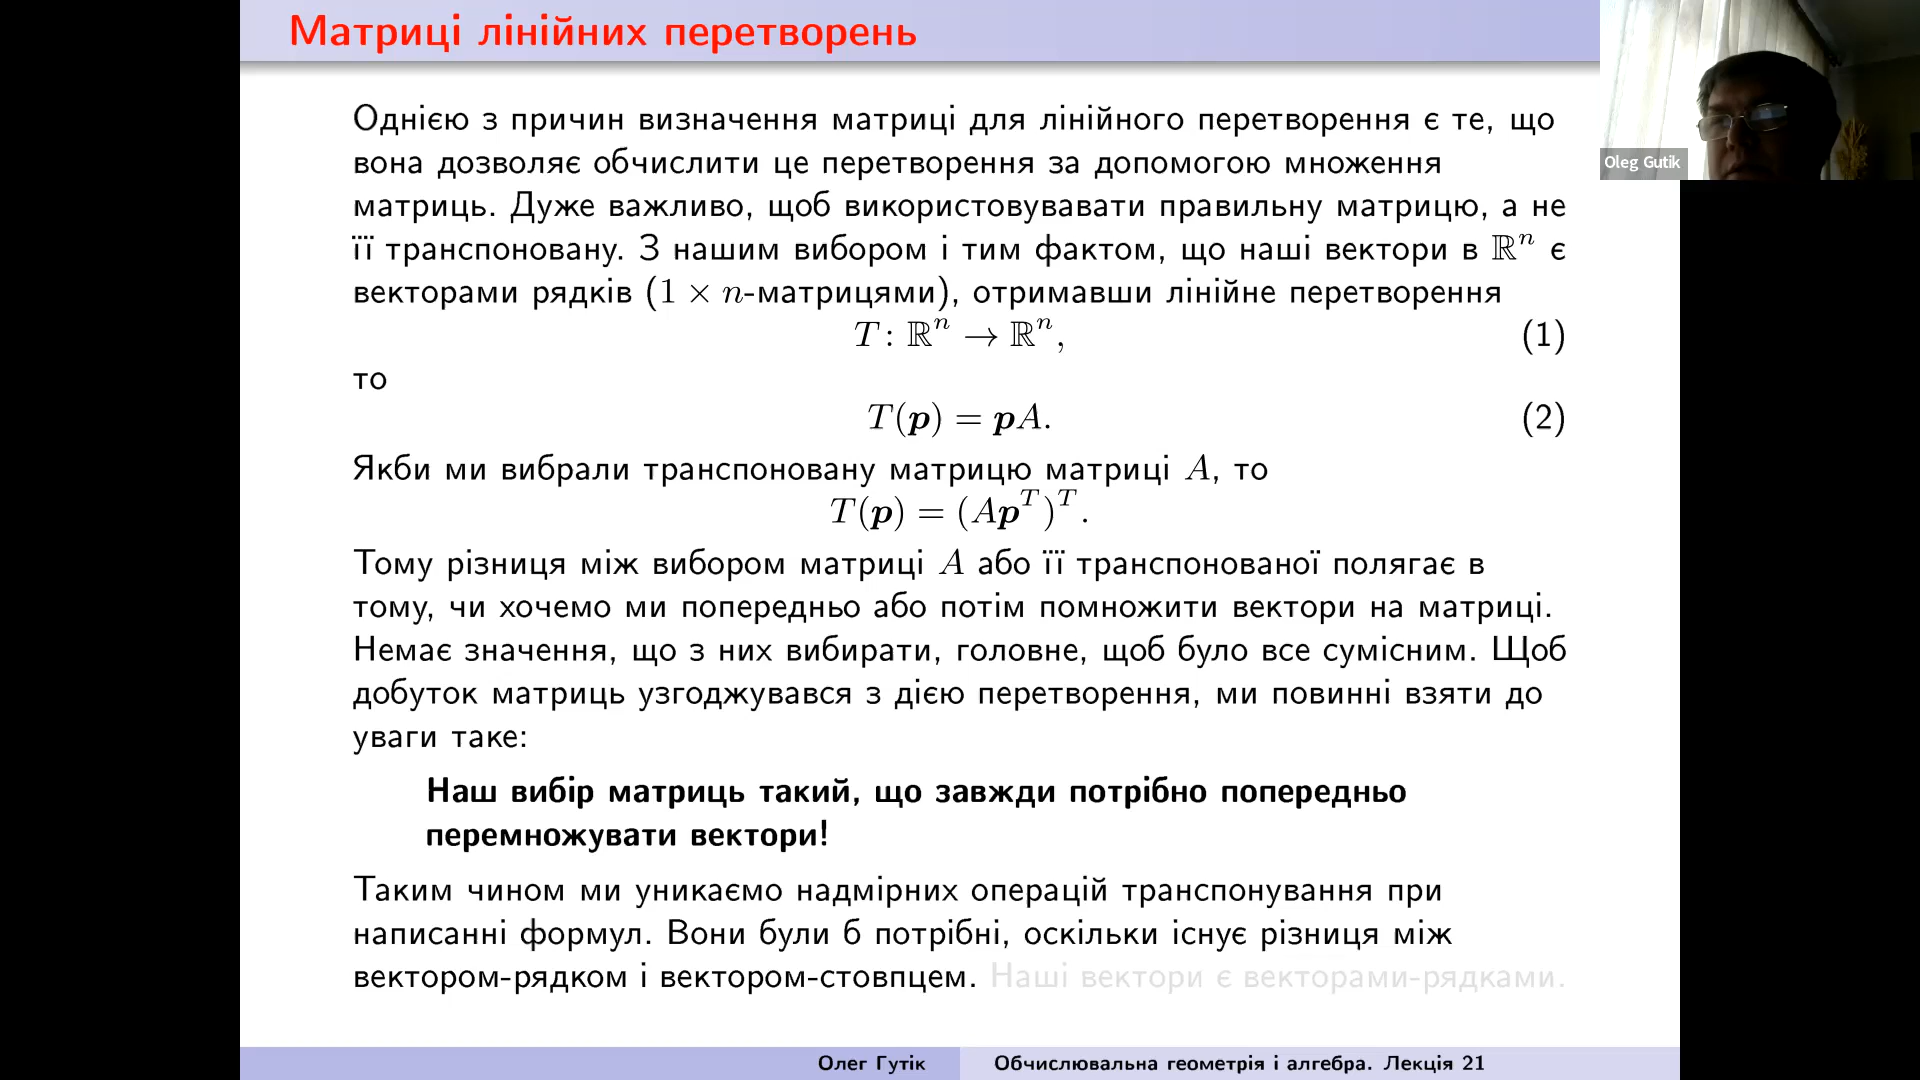 Матриці лінійних перетворень
Однією з причин визначення матриці для лінійного перетворення є те, що
вона дозволяє обчислити це перетворення за допомогою множення
матриць. Дуже важливо, щоб використовувавати правильну матрицю, а не
її транспоновану. З нашим вибором і тим фактом, що наші вектори в ℝⁿ є
векторами рядків (1 × n-матрицями), отримавши лінійне перетворення
T: ℝⁿ → ℝⁿ, (1)
то
T(p) = pA. (2)
Якби ми вибрали транспоновану матрицю матриці A, то
T(p) = (Apᵀ)ᵀ.
Тому різниця між вибором матриці A або її транспонованої полягає в
тому, чи хочемо ми попередньо або потім помножити вектори на матриці.
Немає значення, що з них вибирати, головне, щоб було все сумісним. Щоб
добуток матриць узгоджувався з дією перетворення, ми повинні взяти до
уваги таке:
Наш вибір матриць такий, що завжди потрібно попередньо
перемножувати вектори!
Таким чином ми уникаємо надмірних операцій транспонування при
написанні формул. Вони були б потрібні, оскільки існує різниця між
вектором-рядком і вектором-стовпцем. Наші вектори є векторами-рядками.
Олег Гутік Обчислювальна геометрія і алгебра. Лекція 21
Oleg Gutik